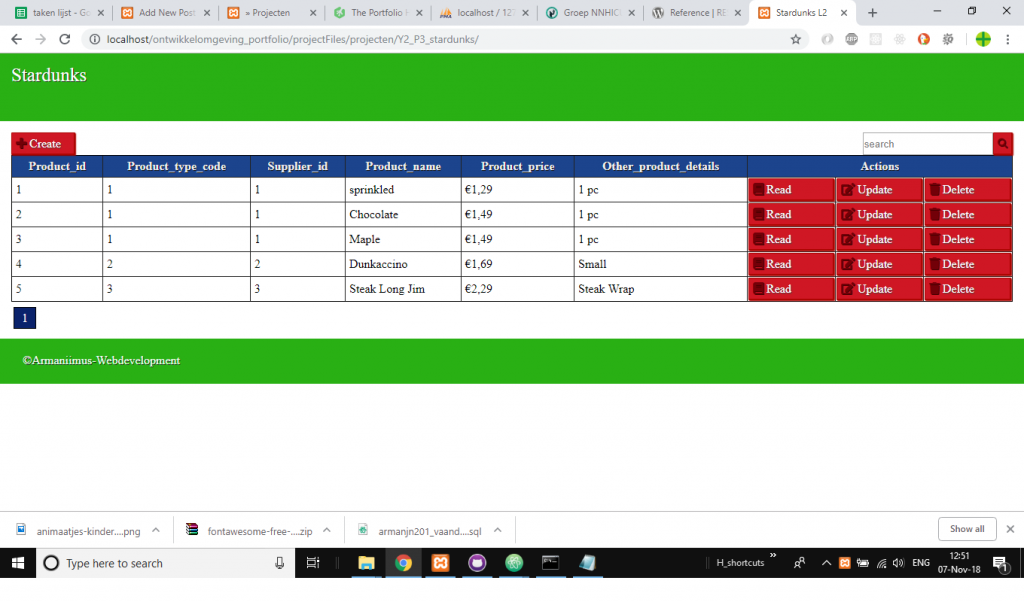 taken lijst - Go
Add New Post
» Projecten
The Portfolio
localhost / 127
Groep NNHIC
Reference | RE
Stardunks L2
localhost/ontwikkelomgeving_portfolio/projectFiles/projecten/Y2_P3_stardunks/
Stardunks
Create
search
Product_id Product_type_code Supplier_id Product_name Product_price Other_product_details Actions
1 1 1 sprinkled €1,29 1 pc Read Update Delete
2 1 1 Chocolate €1,49 1 pc Read Update Delete
3 1 1 Maple €1,49 1 pc Read Update Delete
4 2 2 Dunkaccino €1,69 Small Read Update Delete
5 3 3 Steak Long Jim €2,29 Steak Wrap Read Update Delete
1
©Armaniimus-Webdevelopment
animaatjes-kinder....png
fontawesome-free-....zip
armanjn201_vaand....sql
Show all
Type here to search
H_shortcuts
ENG
12:51
07-Nov-18
1